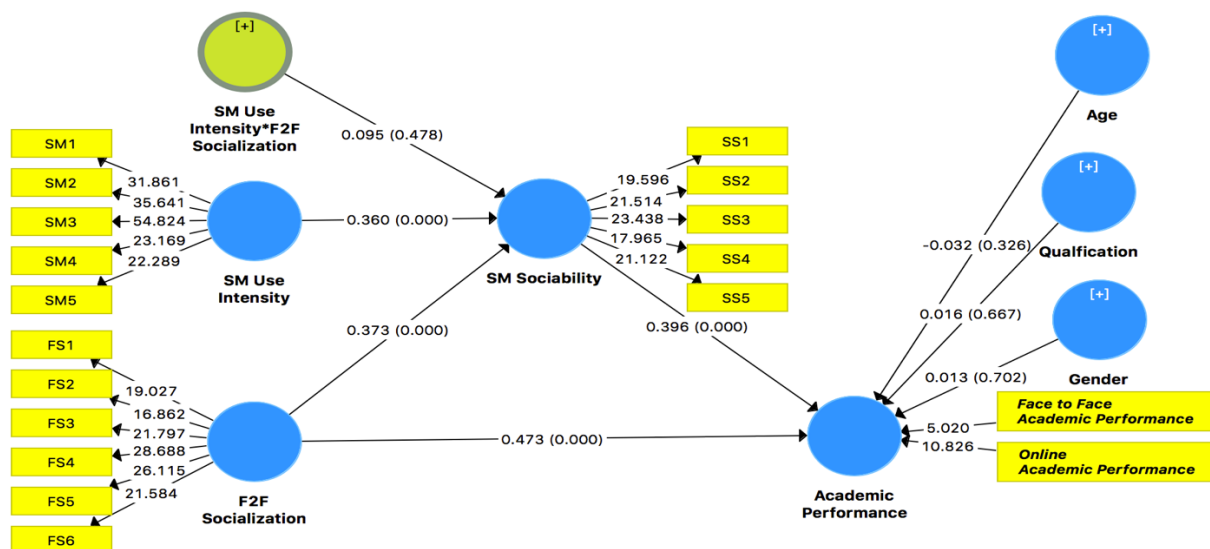 [+]
SM Use
Intensity*F2F
Socialization
0.095 (0.478)
SM1
SM2
SM3
SM4
SM5
31.861
35.641
54.824
23.169
22.289
SM Use
Intensity
0.360 (0.000)
FS1
FS2
FS3
FS4
FS5
FS6
19.027
16.862
21.797
28.688
26.115
21.584
F2F
Socialization
0.373 (0.000)
0.473 (0.000)
SM Sociability
SS1
SS2
SS3
SS4
SS5
19.596
21.514
23.438
17.965
21.122
0.396 (0.000)
[+]
Age
-0.032 (0.326)
[+]
Qualfication
0.016 (0.667)
[+]
Gender
0.013 (0.702)
Face to Face
Academic Performance
5.020
Online
Academic Performance
10.826
Academic
Performance